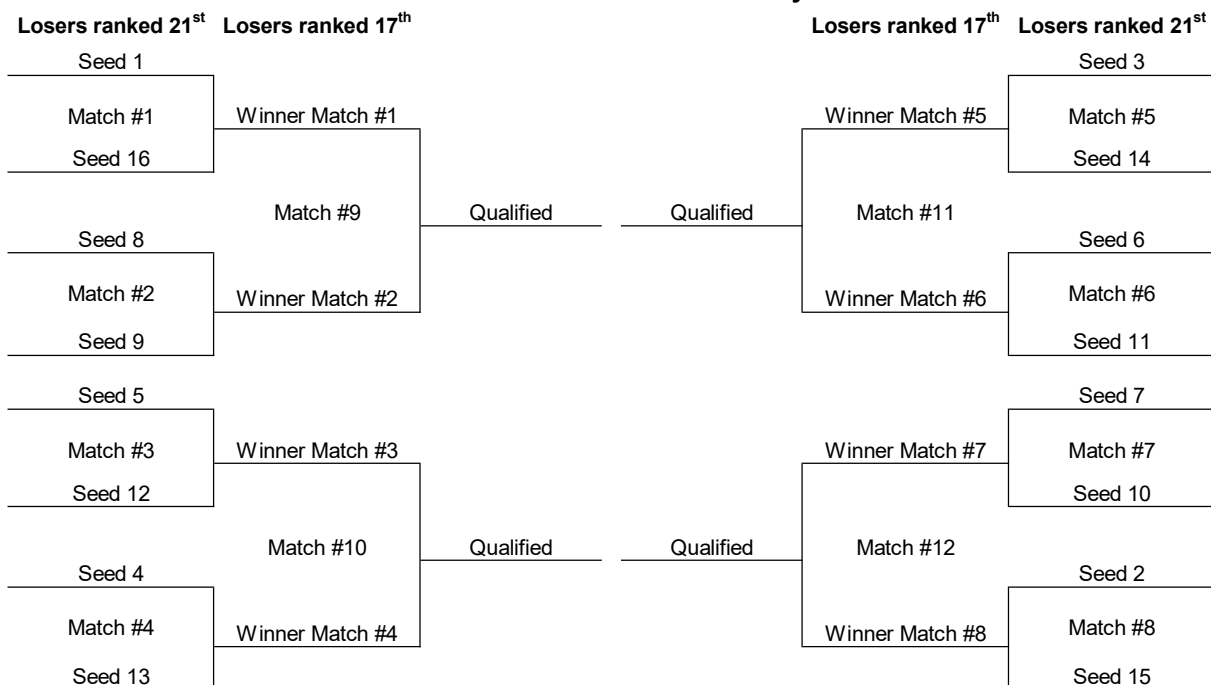 Losers ranked 21st Losers ranked 17th Losers ranked 17th Losers ranked 21st
Seed 1 Seed 3
Match #1 Winner Match #1 Winner Match #5 Match #5
Seed 16 Seed 14
Match #9 Qualified Qualified Match #11
Seed 8 Seed 6
Match #2 Winner Match #2 Winner Match #6 Match #6
Seed 9 Seed 11
Seed 5 Seed 7
Match #3 Winner Match #3 Winner Match #7 Match #7
Seed 12 Seed 10
Match #10 Qualified Qualified Match #12
Seed 4 Seed 2
Match #4 Winner Match #4 Winner Match #8 Match #8
Seed 13 Seed 15